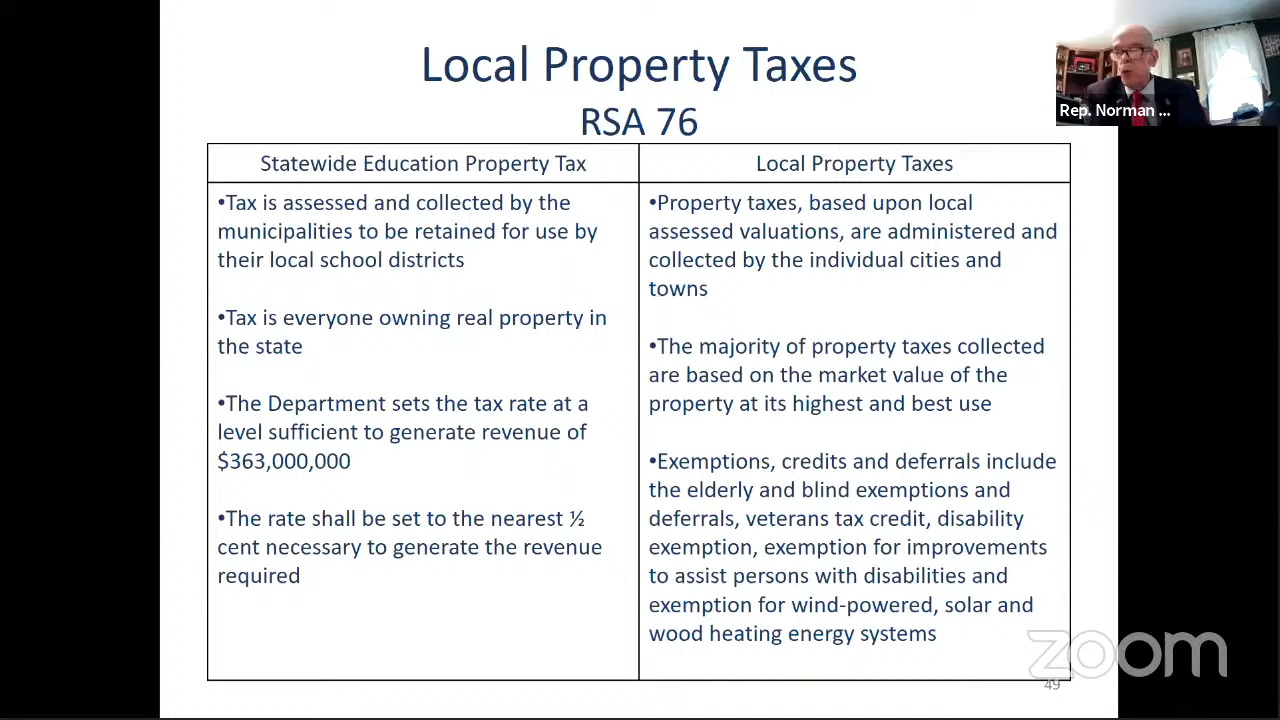 Local Property Taxes
RSA 76
Rep. Norman ...
Statewide Education Property Tax
•Tax is assessed and collected by the
municipalities to be retained for use by
their local school districts
•Tax is everyone owning real property in
the state
•The Department sets the tax rate at a
level sufficient to generate revenue of
$363,000,000
•The rate shall be set to the nearest ½
cent necessary to generate the revenue
required
Local Property Taxes
•Property taxes, based upon local
assessed valuations, are administered and
collected by the individual cities and
towns
•The majority of property taxes collected
are based on the market value of the
property at its highest and best use
•Exemptions, credits and deferrals include
the elderly and blind exemptions and
deferrals, veterans tax credit, disability
exemption, exemption for improvements
to assist persons with disabilities and
exemption for wind-powered, solar and
wood heating energy systems
zoom
49